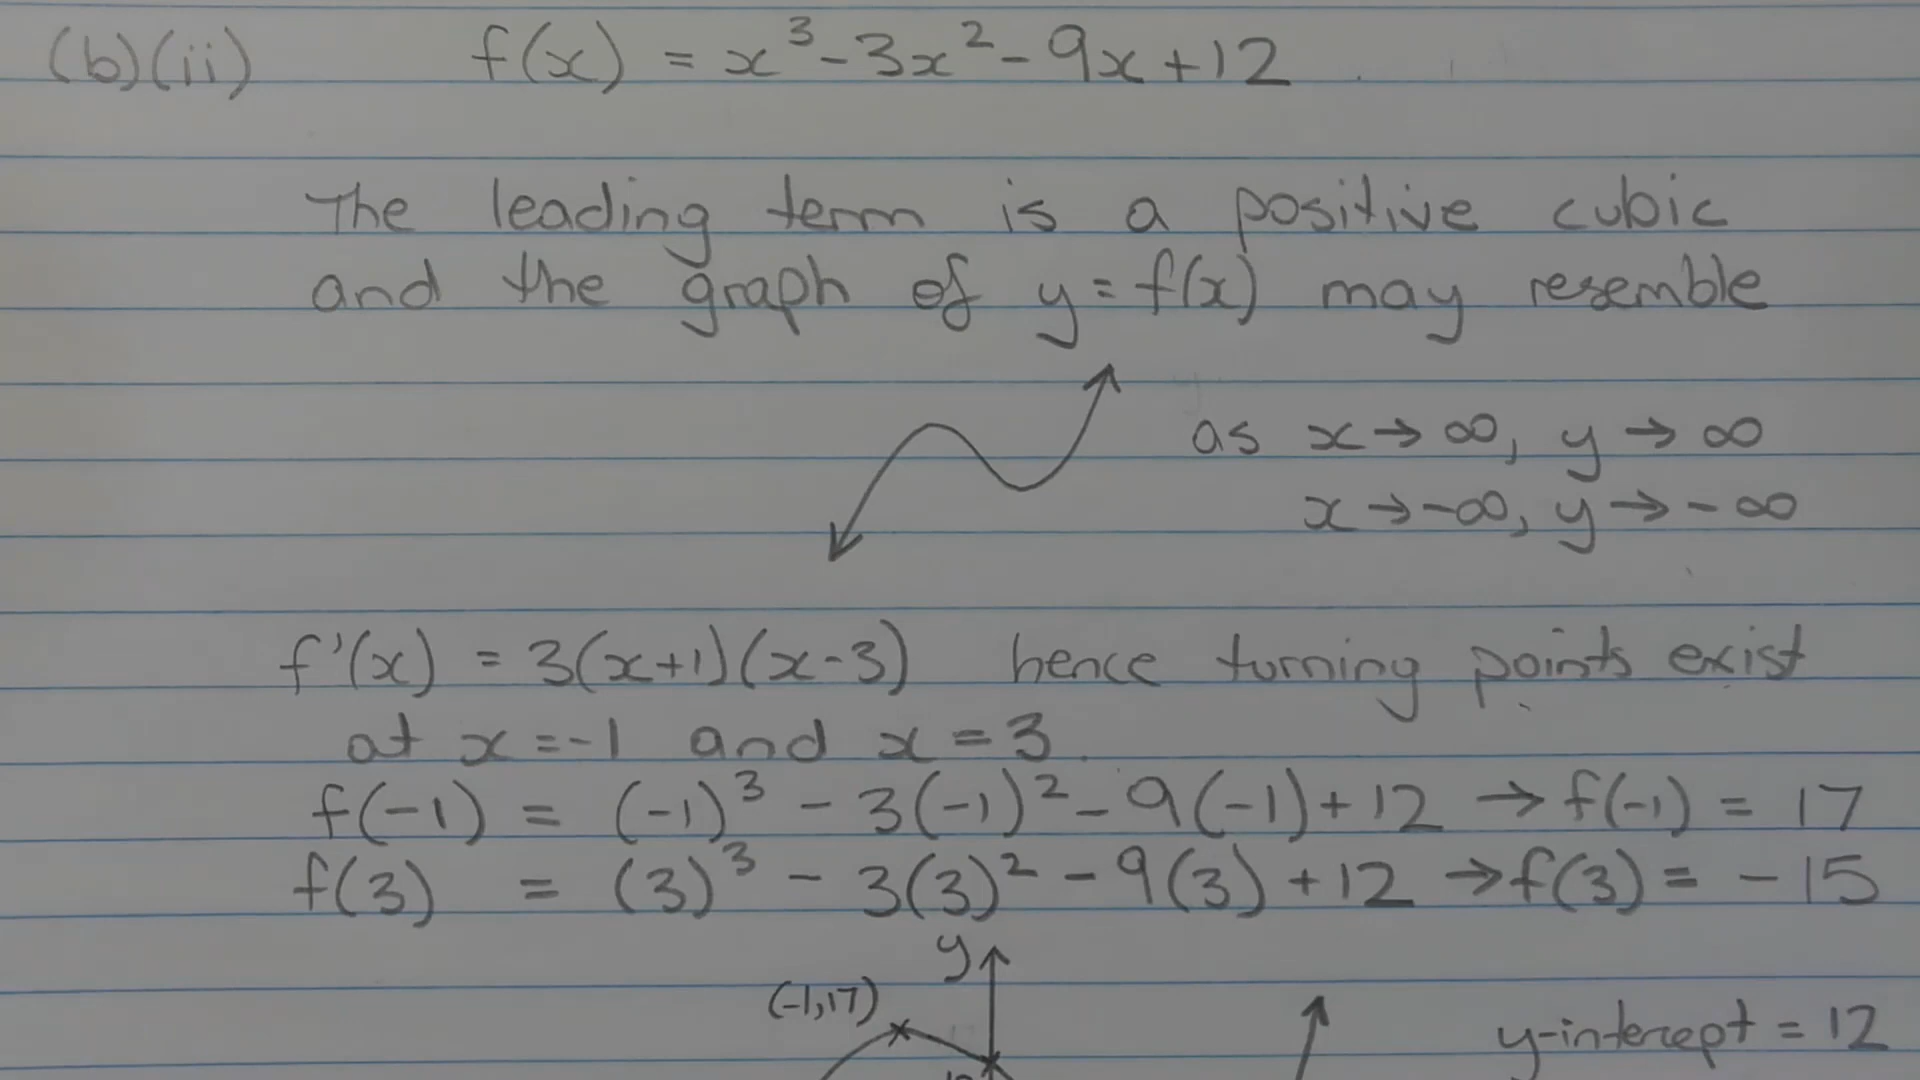 (b)(ii) f(x) = x³-3x²-9x+12
The leading term is a positive cubic
and the graph of y=f(x) may resemble
as x→∞, y→∞
x→-∞, y→-∞
f'(x) = 3(x+1)(x-3) hence turning points exist
at x=-1 and x=3.
f(-1) = (-1)³ - 3(-1)² - 9(-1)+12 → f(-1) = 17
f(3) = (3)³ - 3(3)² - 9(3) +12 → f(3) = -15
y
(-1,17)
y-intercept = 12